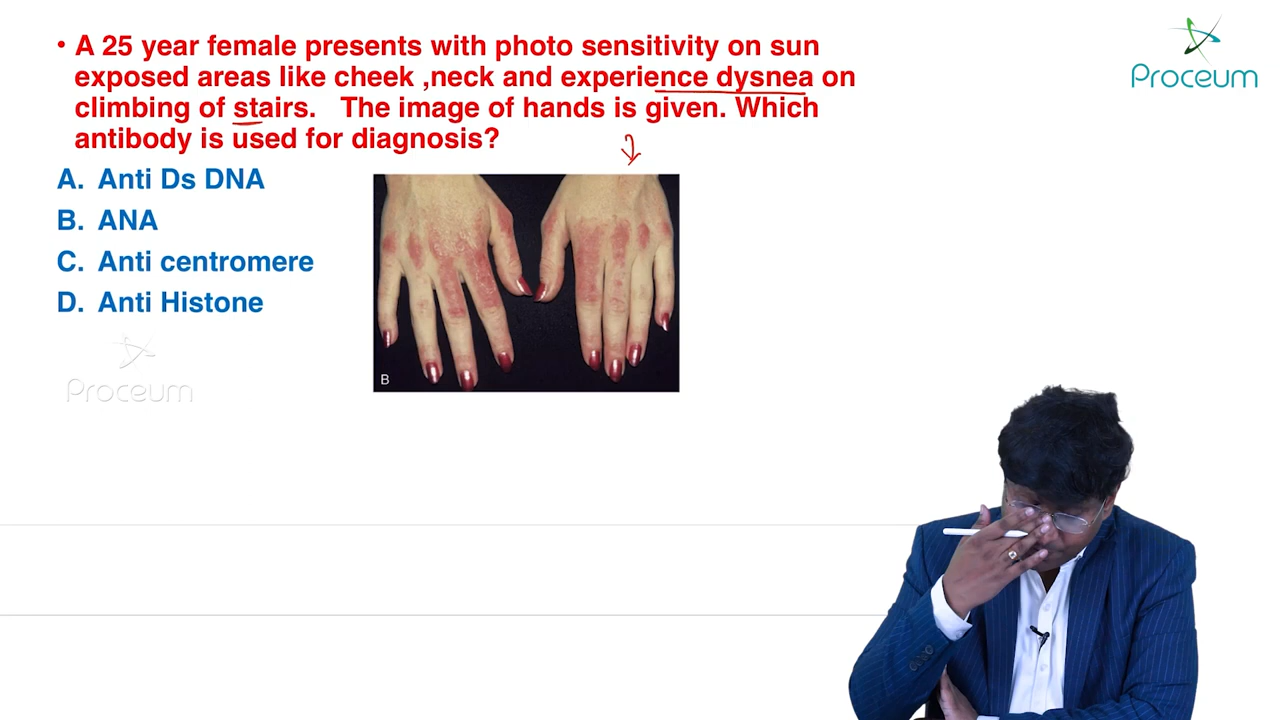 • A 25 year female presents with photo sensitivity on sun
exposed areas like cheek ,neck and experience dysnea on
climbing of stairs. The image of hands is given. Which
antibody is used for diagnosis?
A. Anti Ds DNA
B. ANA
C. Anti centromere
D. Anti Histone
B
Proceum
Proceum